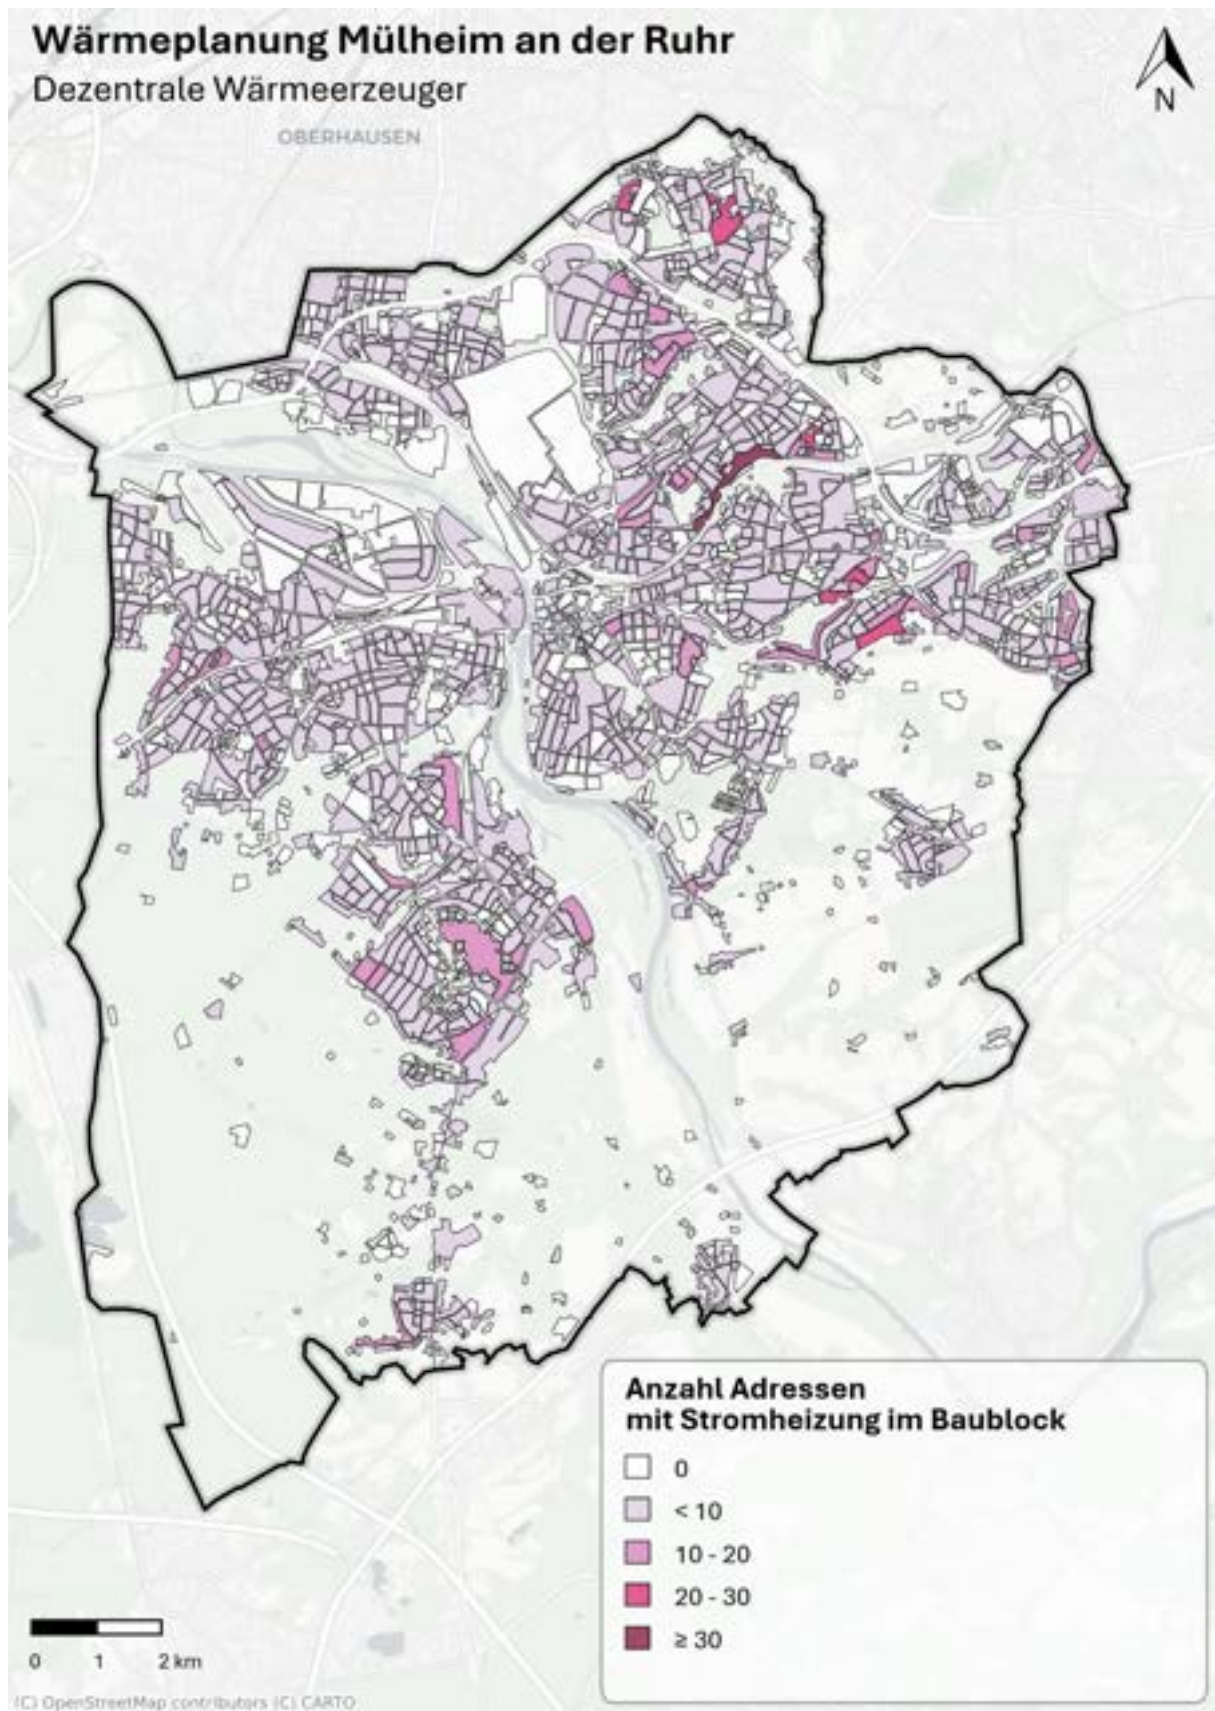 Wärmeplanung Mülheim an der Ruhr
Dezentrale Wärmeerzeuger
N
OBERHAUSEN
Anzahl Adressen
mit Stromheizung im Baublock
0
< 10
10 - 20
20 - 30
≥ 30
0 1 2 km
(C) OpenStreetMap contributors (C) CARTO